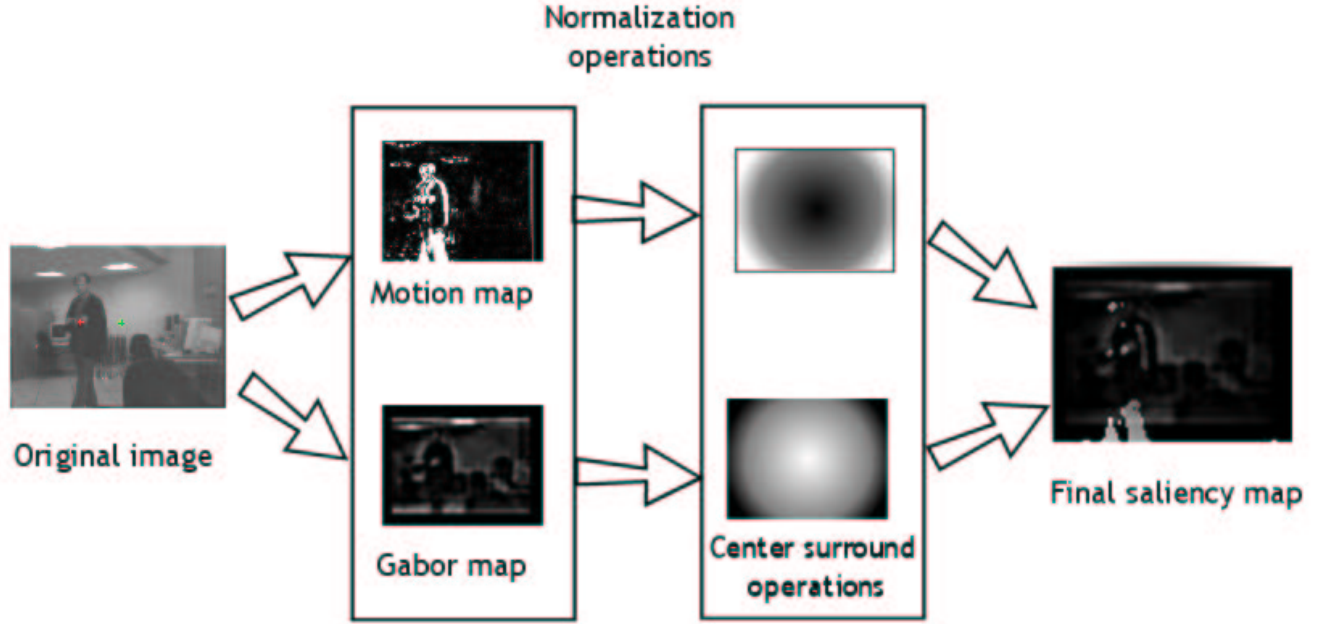 Normalization
operations
Motion map
Original image
Gabor map
Center surround
operations
Final saliency map